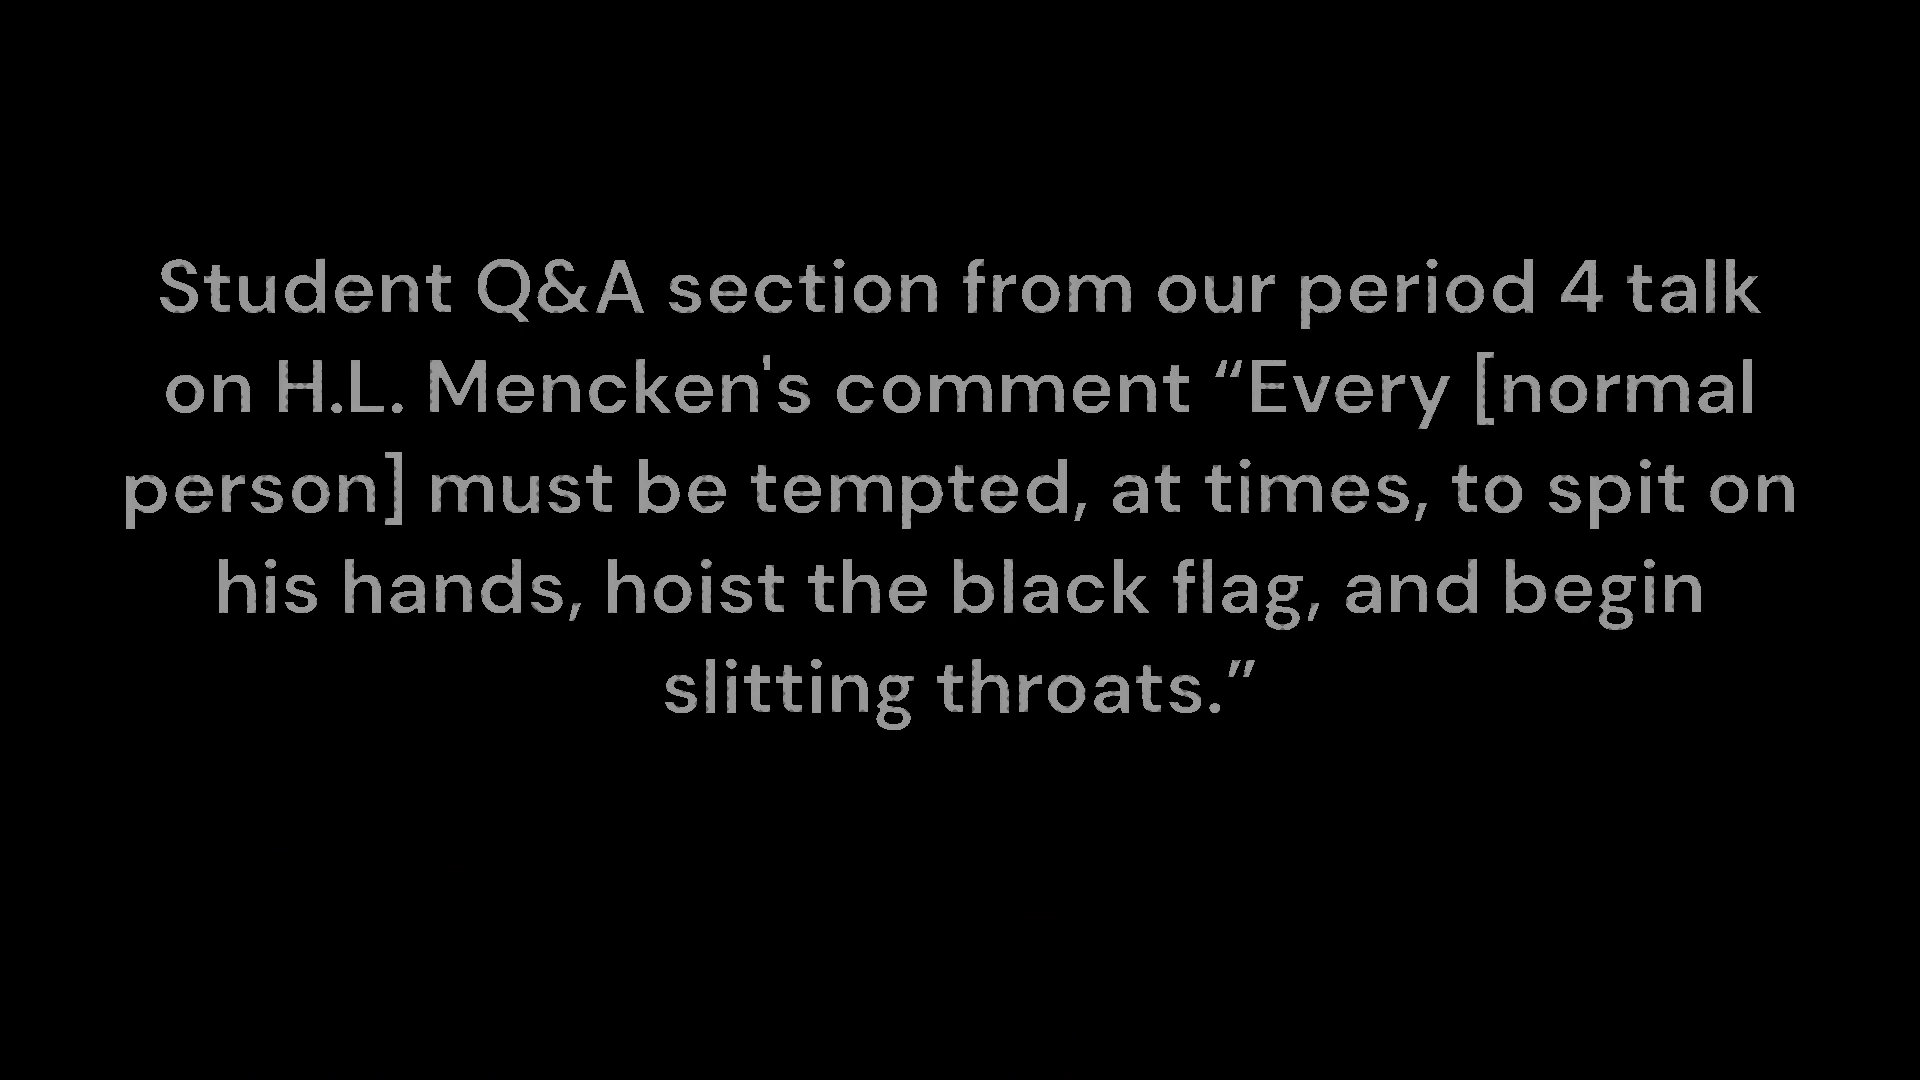 Student Q&A section from our period 4 talk
on H.L. Mencken's comment “Every [normal
person] must be tempted, at times, to spit on
his hands, hoist the black flag, and begin
slitting throats.”